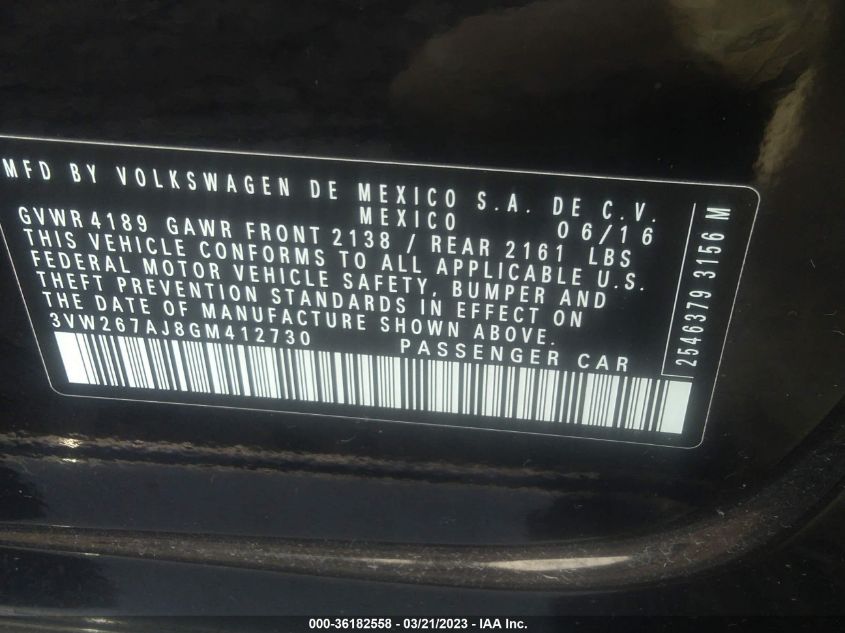 MFD BY VOLKSWAGEN DE MEXICO S.A. DE C.V.
MEXICO 06/16
GVWR 4189 GAWR FRONT 2138 / REAR 2161 LBS
THIS VEHICLE CONFORMS TO ALL APPLICABLE U.S.
FEDERAL MOTOR VEHICLE SAFETY, BUMPER AND
THEFT PREVENTION STANDARDS IN EFFECT ON
THE DATE OF MANUFACTURE SHOWN ABOVE.
3VW267AJ8GM412730 PASSENGER CAR
2546379 3156 M
000-36182558 - 03/21/2023 - IAA Inc.